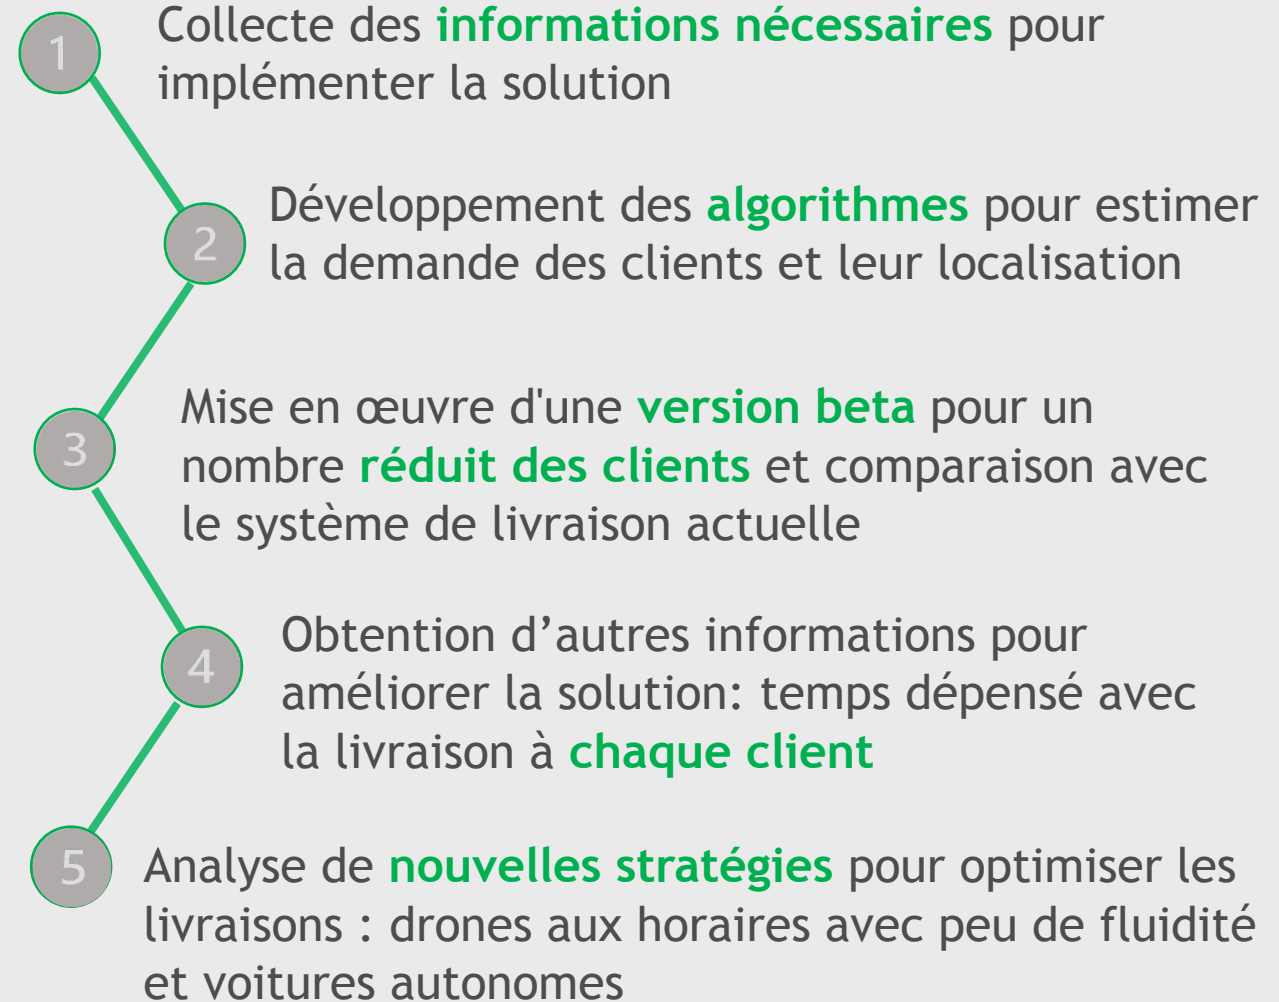 1
Collecte des informations nécessaires pour
implémenter la solution
2
Développement des algorithmes pour estimer
la demande des clients et leur localisation
3
Mise en œuvre d'une version beta pour un
nombre réduit des clients et comparaison avec
le système de livraison actuelle
4
Obtention d’autres informations pour
améliorer la solution: temps dépensé avec
la livraison à chaque client
5
Analyse de nouvelles stratégies pour optimiser les
livraisons : drones aux horaires avec peu de fluidité
et voitures autonomes